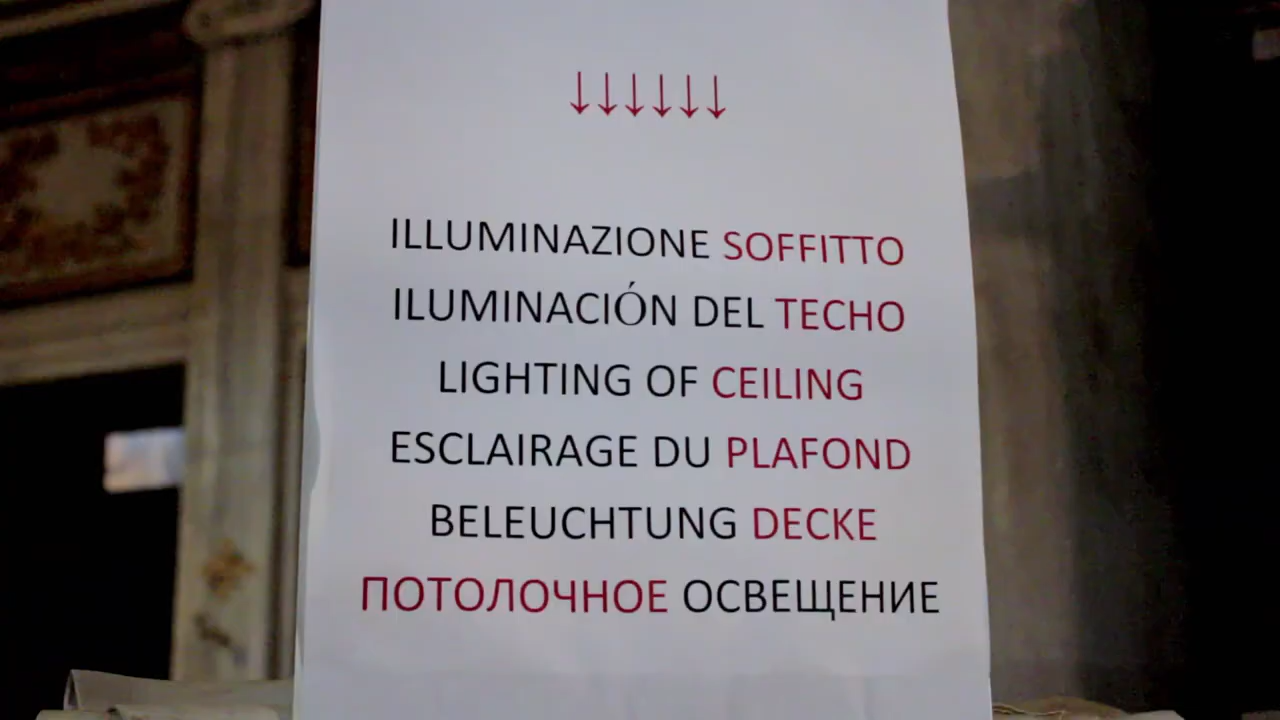 ↓↓↓↓↓↓
ILLUMINAZIONE SOFFITTO
ILUMINACIÓN DEL TECHO
LIGHTING OF CEILING
ESCLAIRAGE DU PLAFOND
BELEUCHTUNG DECKE
ПОТОЛОЧНОЕ ОСВЕЩЕНИЕ